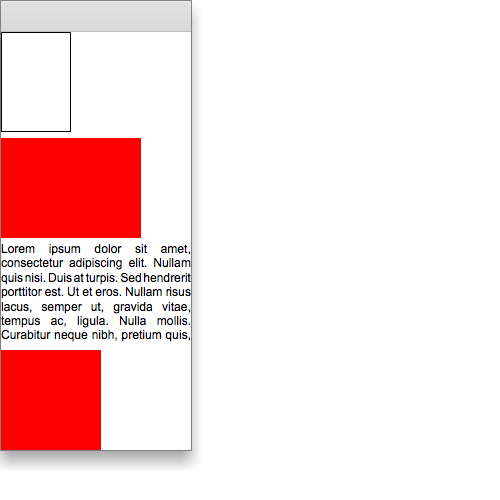 Lorem ipsum dolor sit amet,
consectetur adipiscing elit. Nullam
quis nisi. Duis at turpis. Sed hendrerit
porttitor est. Ut et eros. Nullam risus
lacus, semper ut, gravida vitae,
tempus ac, ligula. Nulla mollis.
Curabitur neque nibh, pretium quis,